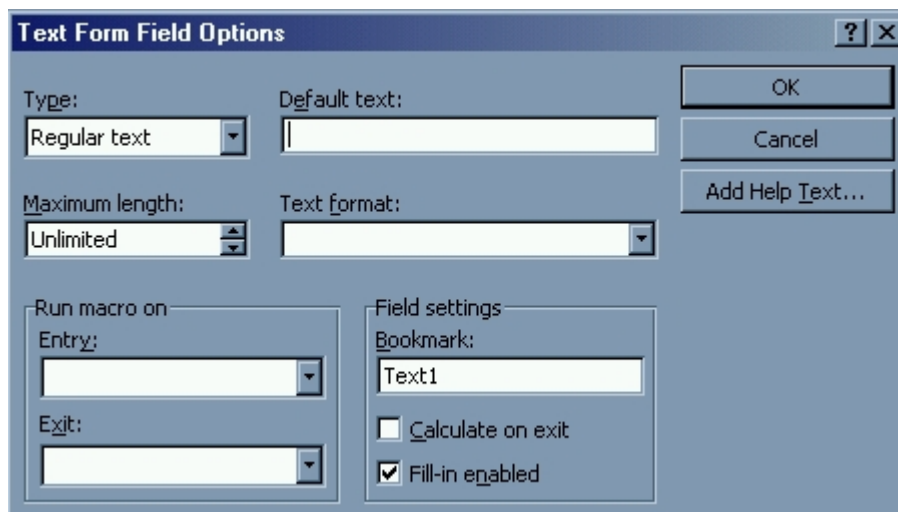 Text Form Field Options
?
Type:
Default text:
OK
Regular text
Cancel
Maximum length:
Text format:
Add Help Text...
Unlimited
Run macro on
Field settings
Entry:
Bookmark:
Text1
Exit:
Calculate on exit
Fill-in enabled